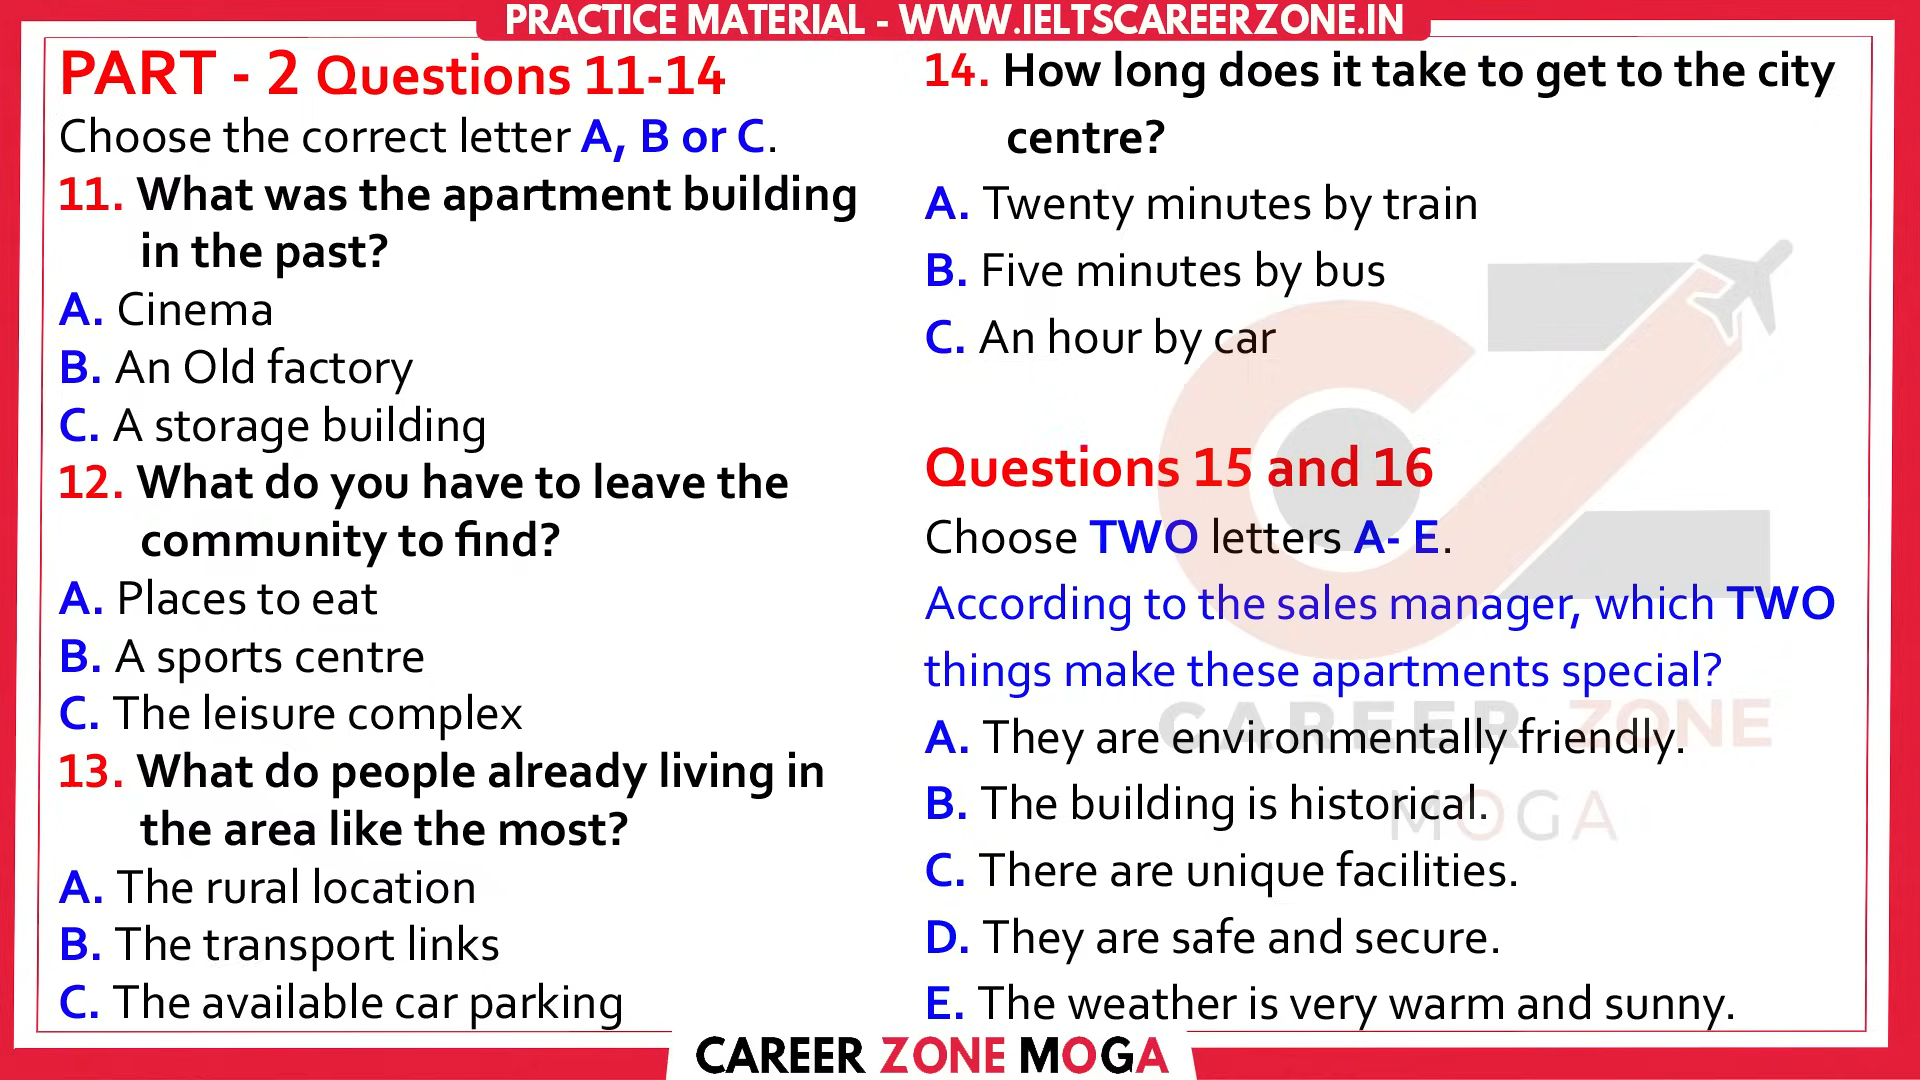 PRACTICE MATERIAL - WWW.IELTSCAREERZONE.IN
PART - 2 Questions 11-14
Choose the correct letter A, B or C.
11. What was the apartment building
in the past?
A. Cinema
B. An Old factory
C. A storage building
12. What do you have to leave the
community to find?
A. Places to eat
B. A sports centre
C. The leisure complex
13. What do people already living in
the area like the most?
A. The rural location
B. The transport links
C. The available car parking
14. How long does it take to get to the city
centre?
A. Twenty minutes by train
B. Five minutes by bus
C. An hour by car
Questions 15 and 16
Choose TWO letters A- E.
According to the sales manager, which TWO
things make these apartments special?
A. They are environmentally friendly.
B. The building is historical.
C. There are unique facilities.
D. They are safe and secure.
E. The weather is very warm and sunny.
CAREER ZONE
MOGA
CAREER ZONE MOGA